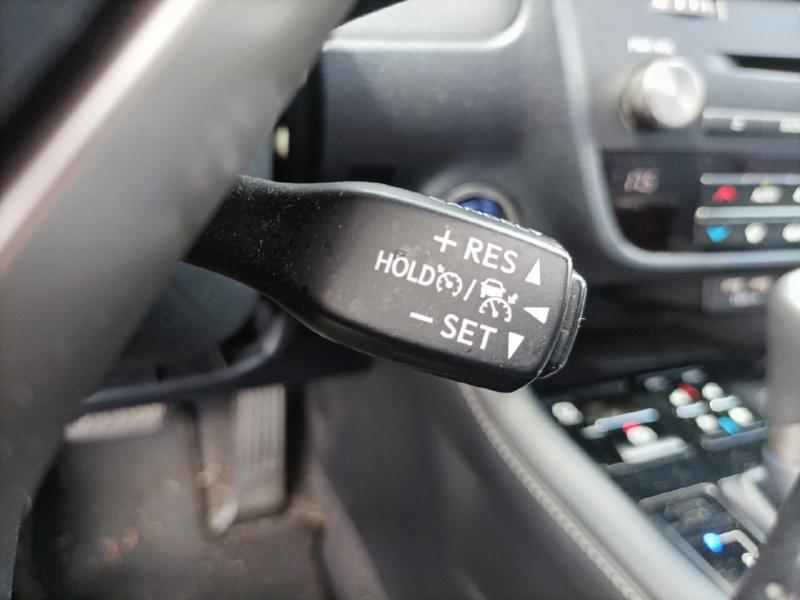 + RES
HOLD /
− SET